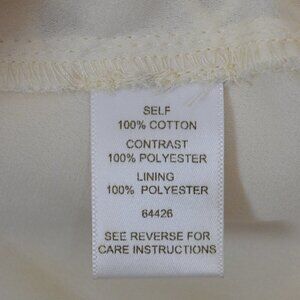 SELF
100% COTTON
CONTRAST
100% POLYESTER
LINING
100% POLYESTER
64426
SEE REVERSE FOR
CARE INSTRUCTIONS